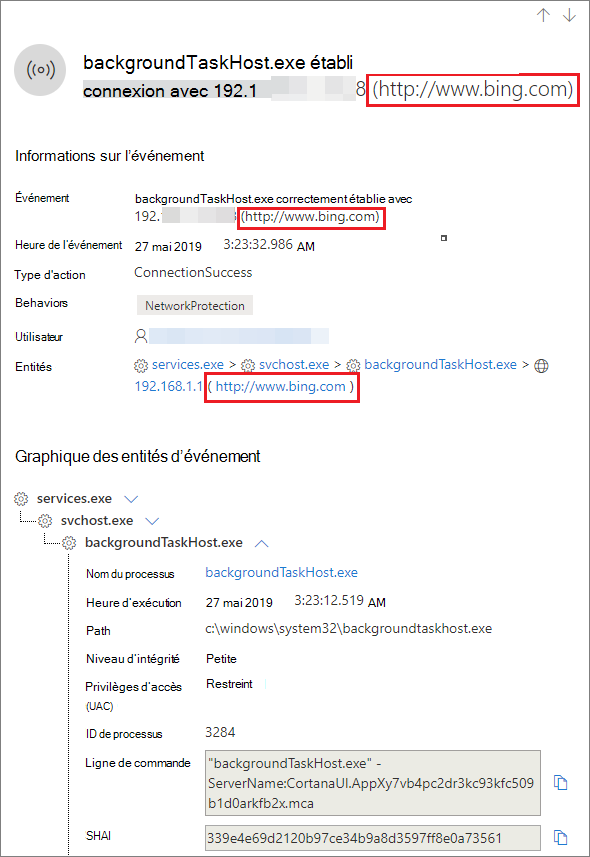 backgroundTaskHost.exe établi
connexion avec 192.1 8 (http://www.bing.com)
Informations sur l'événement
Événement backgroundTaskHost.exe correctement établie avec
192. (http://www.bing.com)
Heure de l'événement 27 mai 2019 3:23:32.986 AM
Type d'action ConnectionSuccess
Behaviors NetworkProtection
Utilisateur
Entités services.exe > svchost.exe > backgroundTaskHost.exe >
192.168.1.1 ( http://www.bing.com )
Graphique des entités d'événement
services.exe
svchost.exe
backgroundTaskHost.exe
Nom du processus backgroundTaskHost.exe
Heure d'exécution 27 mai 2019 3:23:12.519 AM
Path c:\windows\system32\backgroundtaskhost.exe
Niveau d'intégrité Petite
Privilèges d'accès Restreint
(UAC)
ID de processus 3284
Ligne de commande "backgroundTaskHost.exe" -
ServerName:CortanaUI.AppXy7vb4pc2dr3kc93kfc509
b1d0arkfb2x.mca
SHAI 339e4e69d2120b97ce34b9a8d3597ff8e0a73561